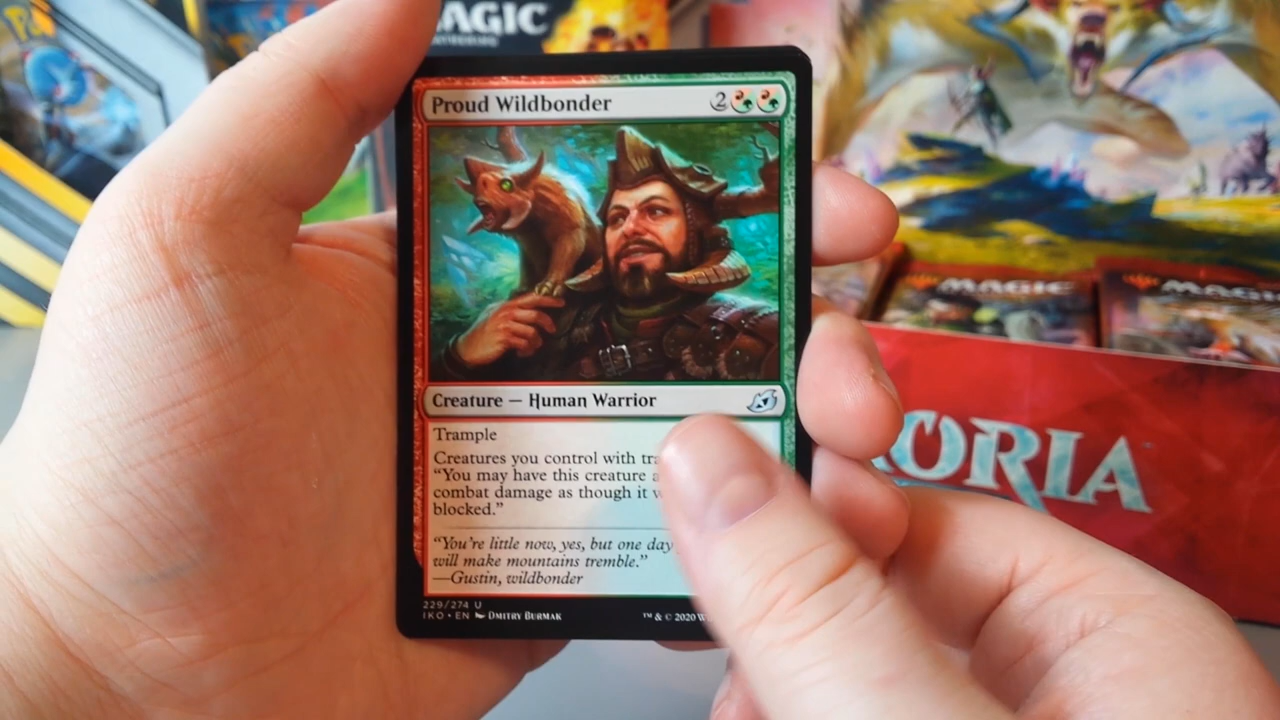 MAGIC
Proud Wildbonder 2
Creature — Human Warrior
Trample
Creatures you control with
"You may have this creature
combat damage as though it
blocked."
"You're little now, yes, but one day
will make mountains tremble."
—Gustin, wildbonder
229/274 U
IKO • EN DMITRY BURMAK ™ & © 2020
MAGIC
MAGIC
ORIA